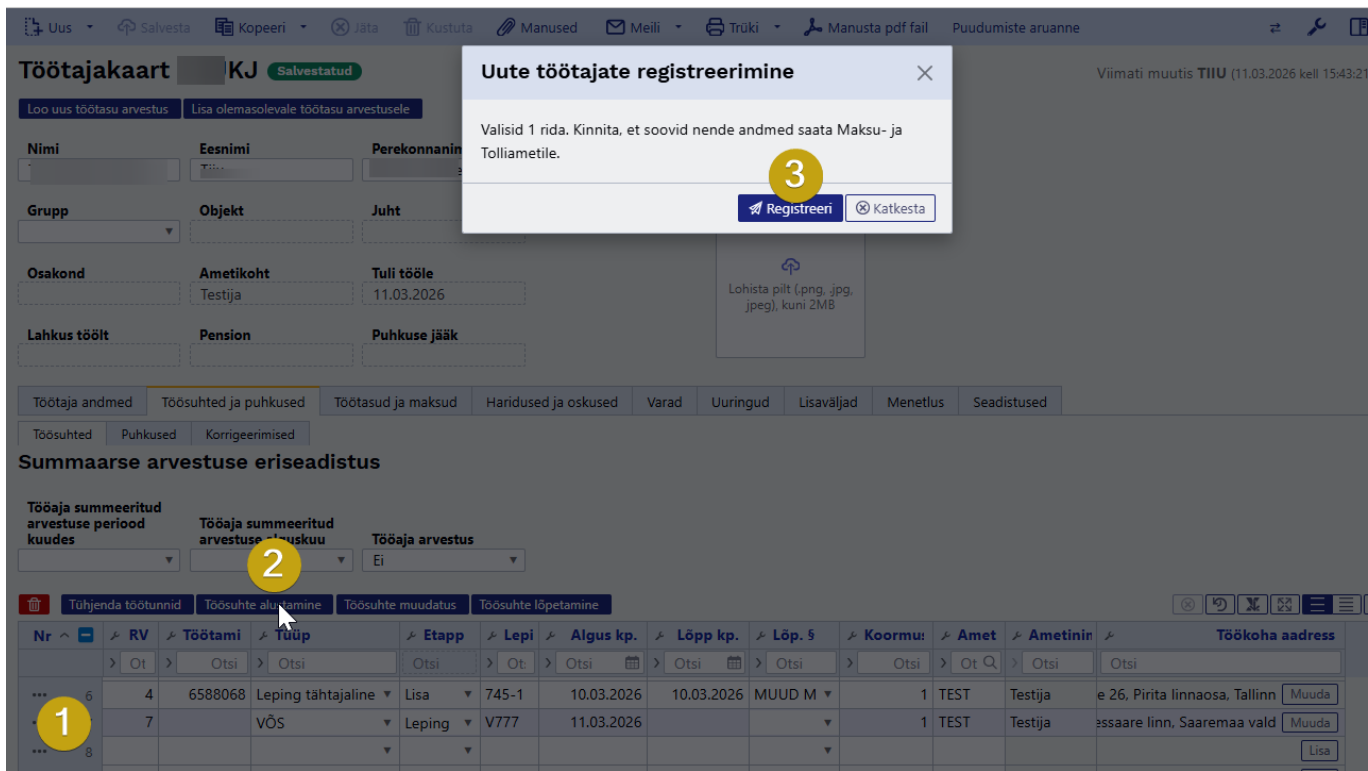 Uus Salvesta Kopeeri Jäta Kustuta Manused Meili Trüki Manusta pdf fail Puudumiste aruanne
Töötajakaart KJ Salvestatud
Viimati muutis TIIU (11.03.2026 kell 15:43:21
Uute töötajate registreerimine
Valisid 1 rida. Kinnita, et soovid nende andmed saata Maksu- ja
Tolliametile.
3
Registreeri Katkesta
Loo uus töötasu arvestus Lisa olemasolevale töötasu arvestusele
Nimi Eesnimi Perekonnanim
Grupp Objekt Juht
Osakond Ametikoht Tuli tööle
Testija 11.03.2026
Lohista pilt (.png, .jpg,
jpeg), kuni 2MB
Lahkus töölt Pension Puhkuse jääk
Töötaja andmed Töösuhted ja puhkused Töötasud ja maksud Haridused ja oskused Varad Uuringud Lisaväljad Menetlus Seadistused
Töösuhted Puhkused Korrigeerimised
Summaarse arvestuse eriseadistus
Tööaja summeeritud
arvestuse periood
kuudes
Tööaja summeeritud
arvestuse alguskuu
Tööaja arvestus
Ei
2
Tühjenda töötunnid Töösuhte alustamine Töösuhte muudatus Töösuhte lõpetamine
Nr RV Töötami Tüüp Etapp Lepi Algus kp. Lõpp kp. Lõp. § Koormu: Amet Ametinin Töökoha aadress
> Ot > Otsi > Otsi Otsi > Ot: > Otsi > Otsi > Otsi > Otsi > Ot > Otsi Otsi
6 4 6588068 Leping tähtajaline Lisa 745-1 10.03.2026 10.03.2026 MUUD M 1 TEST Testija e 26, Pirita linnaosa, Tallinn Muuda
1
7 VÕS Leping V777 11.03.2026 1 TEST Testija essaare linn, Saaremaa vald Muuda
8 Lisa